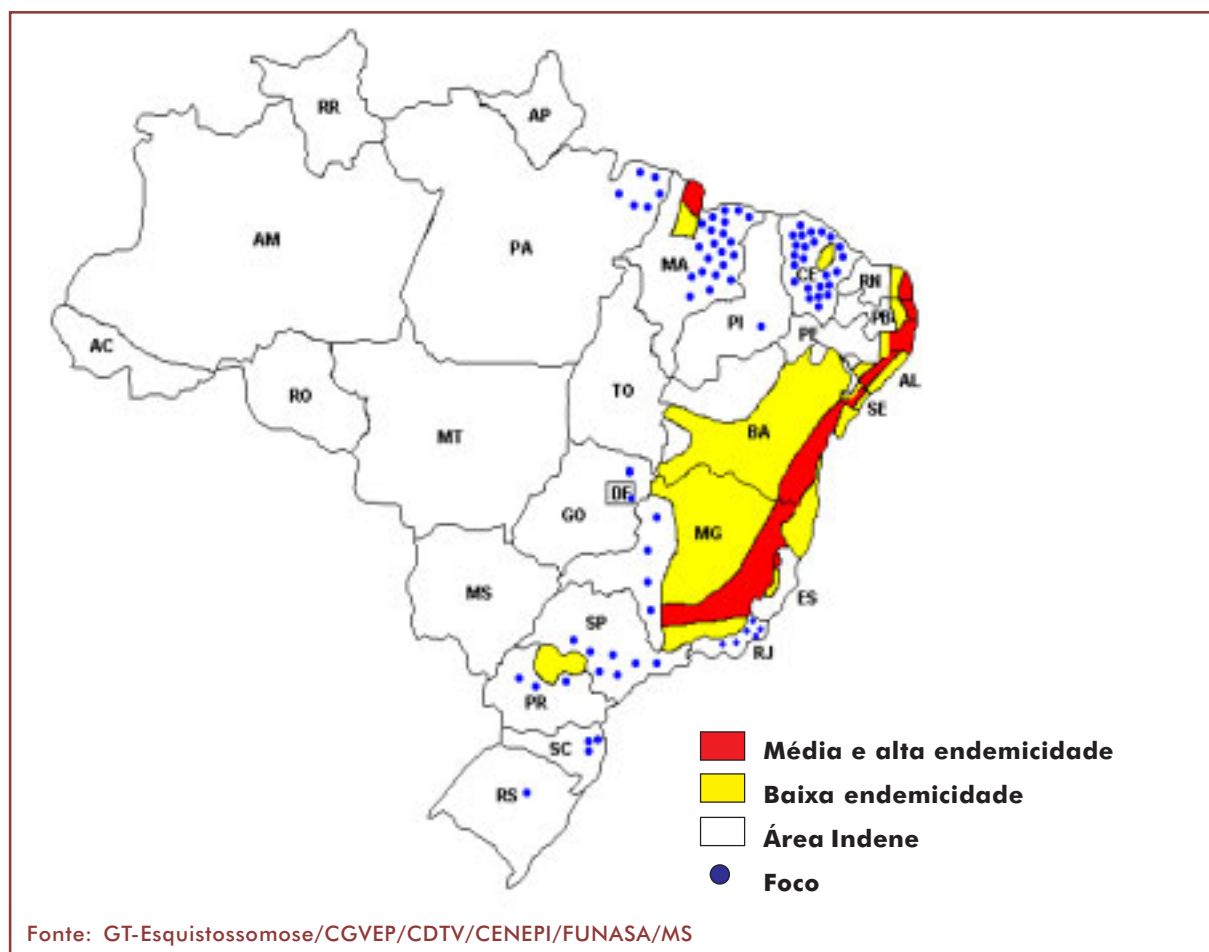 RR
AP
AM
PA
MA
CE
RN
PB
PI
PE
AC
AL
TO
SE
RO
BA
MT
DF
GO
MG
MS
ES
SP
RJ
PR
SC
RS
Média e alta endemicidade
Baixa endemicidade
Área Indene
Foco
Fonte: GT-Esquistossomose/CGVEP/CDTV/CENEPI/FUNASA/MS